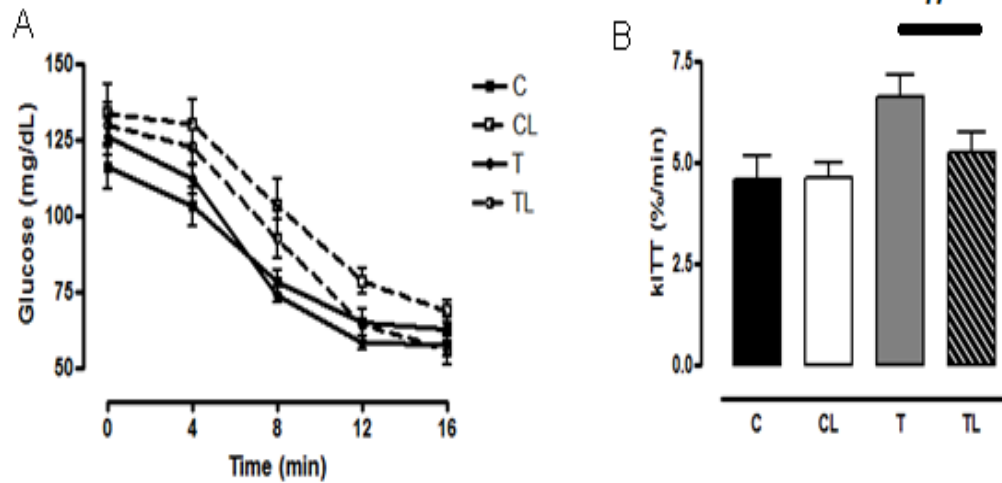 A
Glucose (mg/dL)
150
125
100
75
50
0 4 8 12 16
Time (min)
C
CL
T
TL
B
kITT (%/min)
7.5
5.0
2.5
0.0
C CL T TL